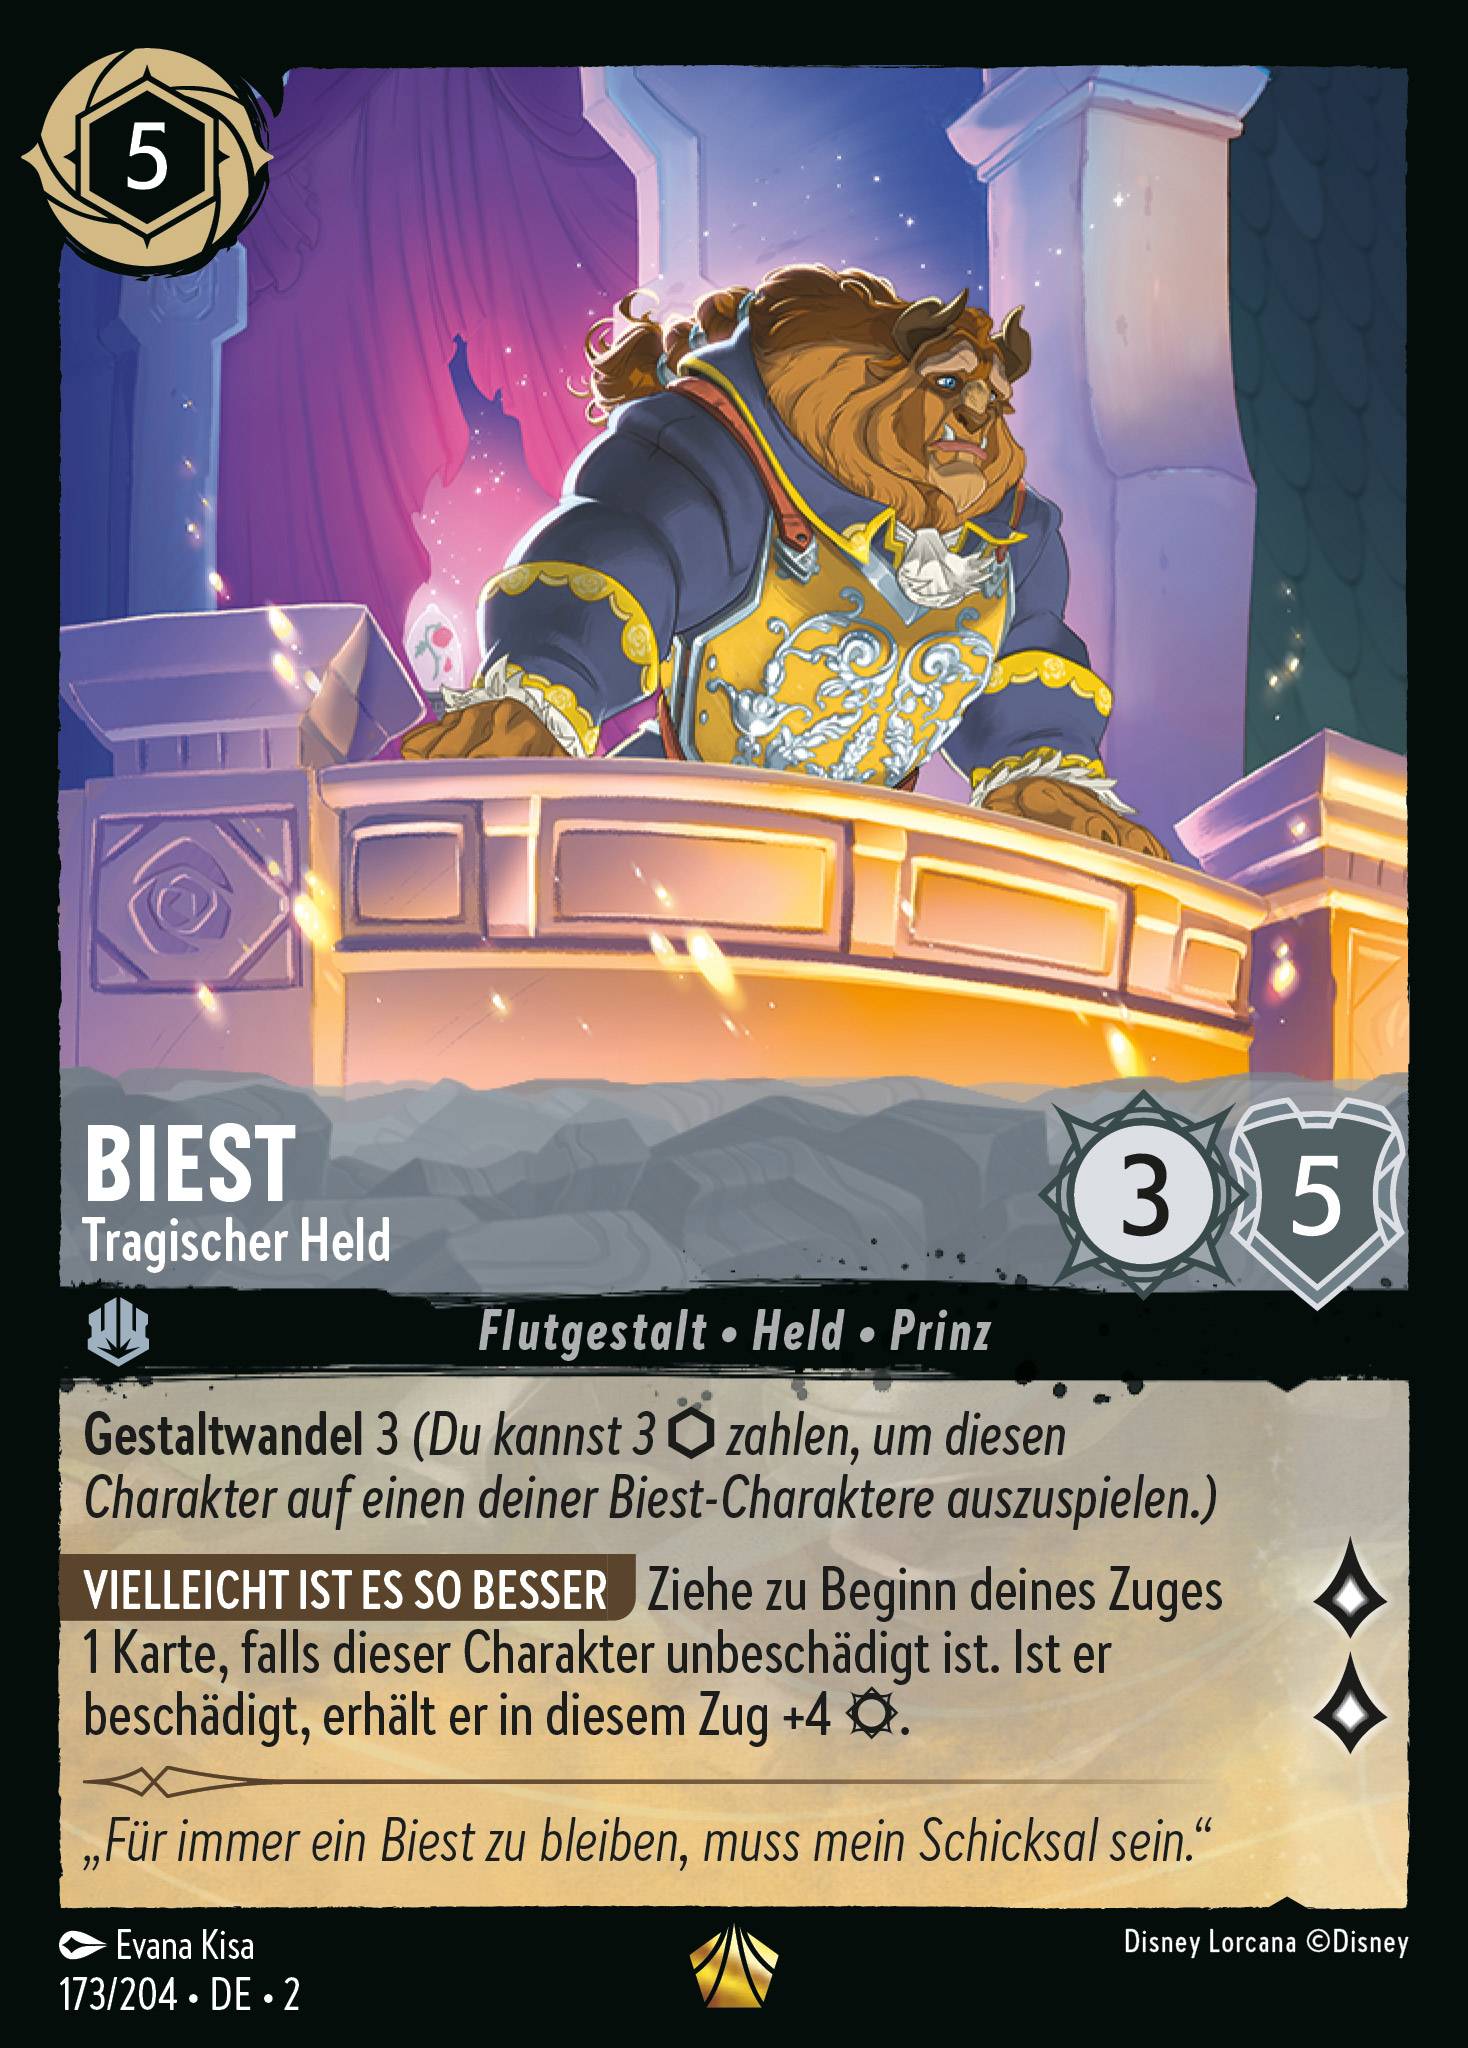 5
BIEST
Tragischer Held
3
5
Flutgestalt • Held • Prinz
Gestaltwandel 3 (Du kannst 3 ⬡ zahlen, um diesen
Charakter auf einen deiner Biest-Charaktere auszuspielen.)
VIELLEICHT IST ES SO BESSER Ziehe zu Beginn deines Zuges
1 Karte, falls dieser Charakter unbeschädigt ist. Ist er
beschädigt, erhält er in diesem Zug +4 ¤.
„Für immer ein Biest zu bleiben, muss mein Schicksal sein.“
Evana Kisa
Disney Lorcana ©Disney
173/204 • DE • 2